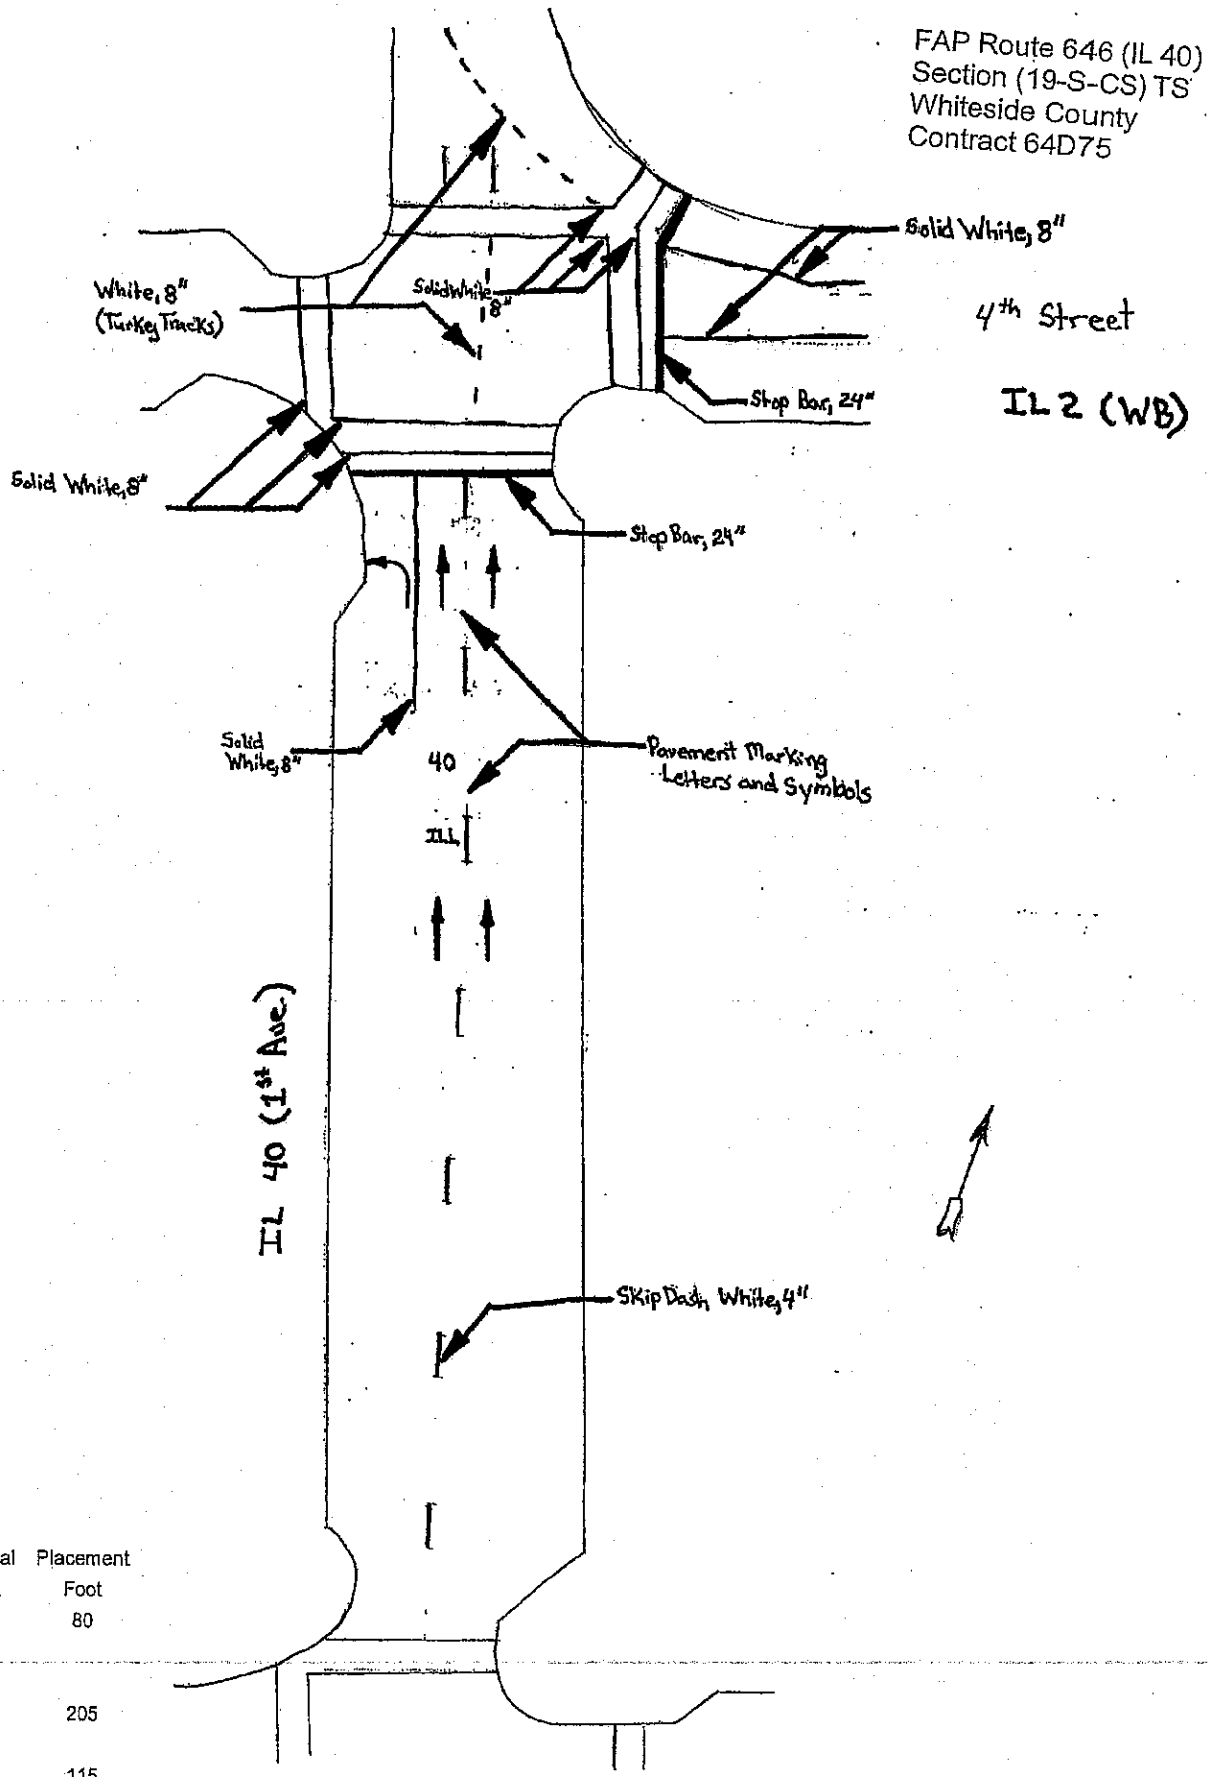 FAP Route 646 (IL 40)
Section (19-S-CS) TS
Whiteside County
Contract 64D75
Solid White, 8"
White, 8"
(Turkey Tracks)
Solid White
8"
4th Street
Stop Bar, 24"
IL 2 (WB)
Solid White, 8"
Stop Bar, 24"
Solid
White, 8"
40
Pavement Marking
Letters and Symbols
ILL
IL 40 (1st Ave.)
Skip Dash, White, 4"
al Placement
Foot
80
205
115